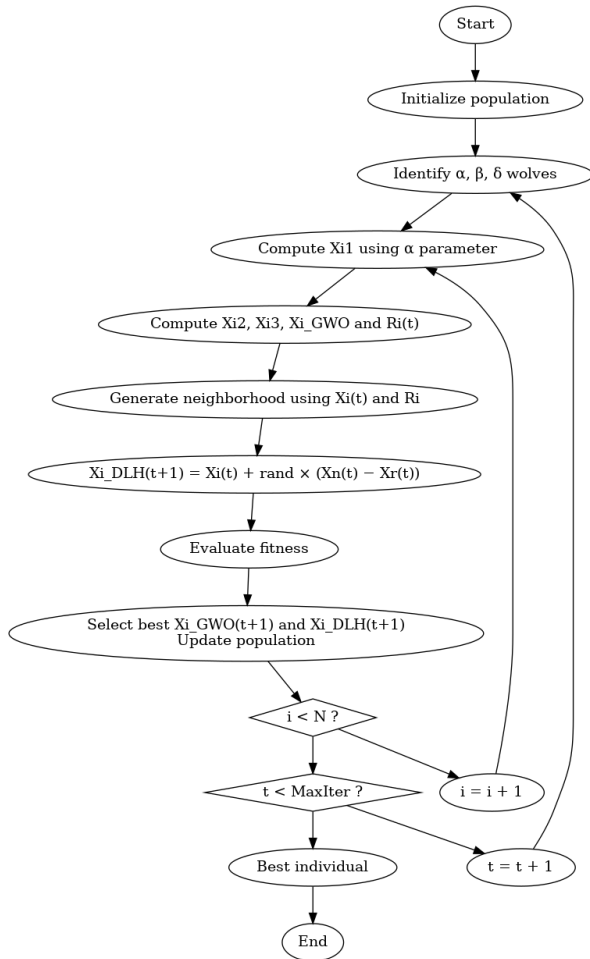 Start
Initialize population
Identify α, β, δ wolves
Compute Xi1 using α parameter
Compute Xi2, Xi3, Xi_GWO and Ri(t)
Generate neighborhood using Xi(t) and Ri
Xi_DLH(t+1) = Xi(t) + rand × (Xn(t) − Xr(t))
Evaluate fitness
Select best Xi_GWO(t+1) and Xi_DLH(t+1)
Update population
i < N ?
t < MaxIter ?
i = i + 1
Best individual
t = t + 1
End